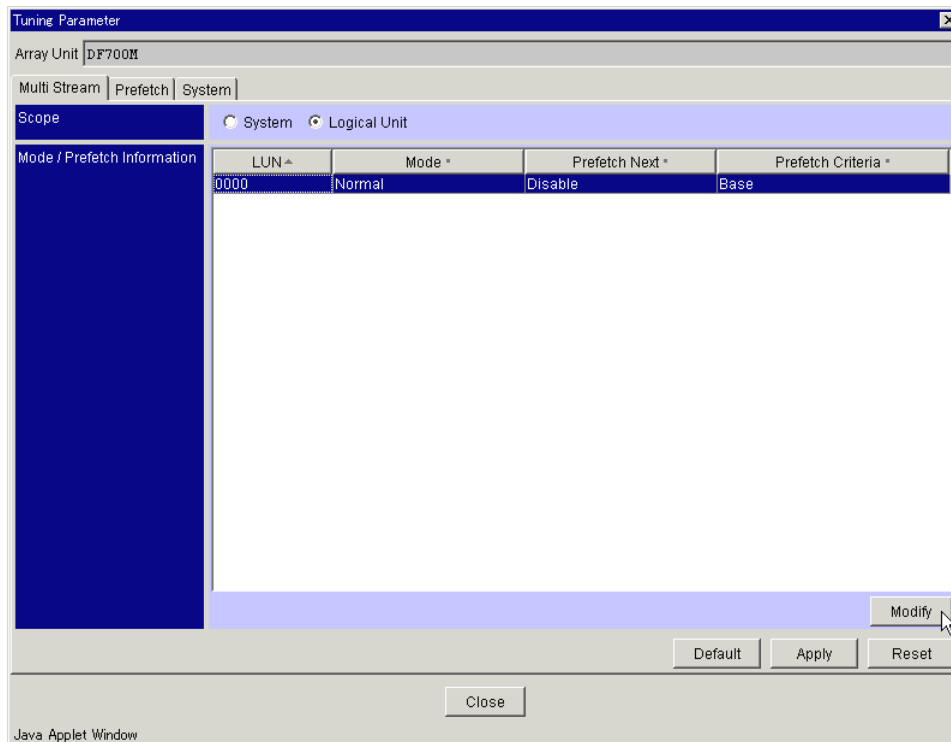 Tuning Parameter
Array Unit DF700M
Multi Stream Prefetch System
Scope System Logical Unit
Mode / Prefetch Information LUN Mode Prefetch Next Prefetch Criteria
0000 Normal Disable Base
Modify
Default Apply Reset
Close
Java Applet Window